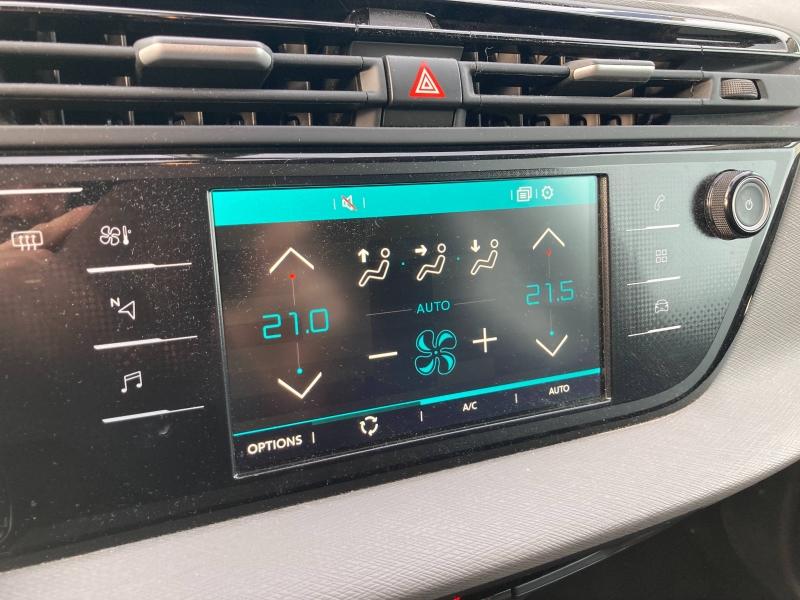 N
21.0
21.5
AUTO
− +
OPTIONS
A/C
AUTO